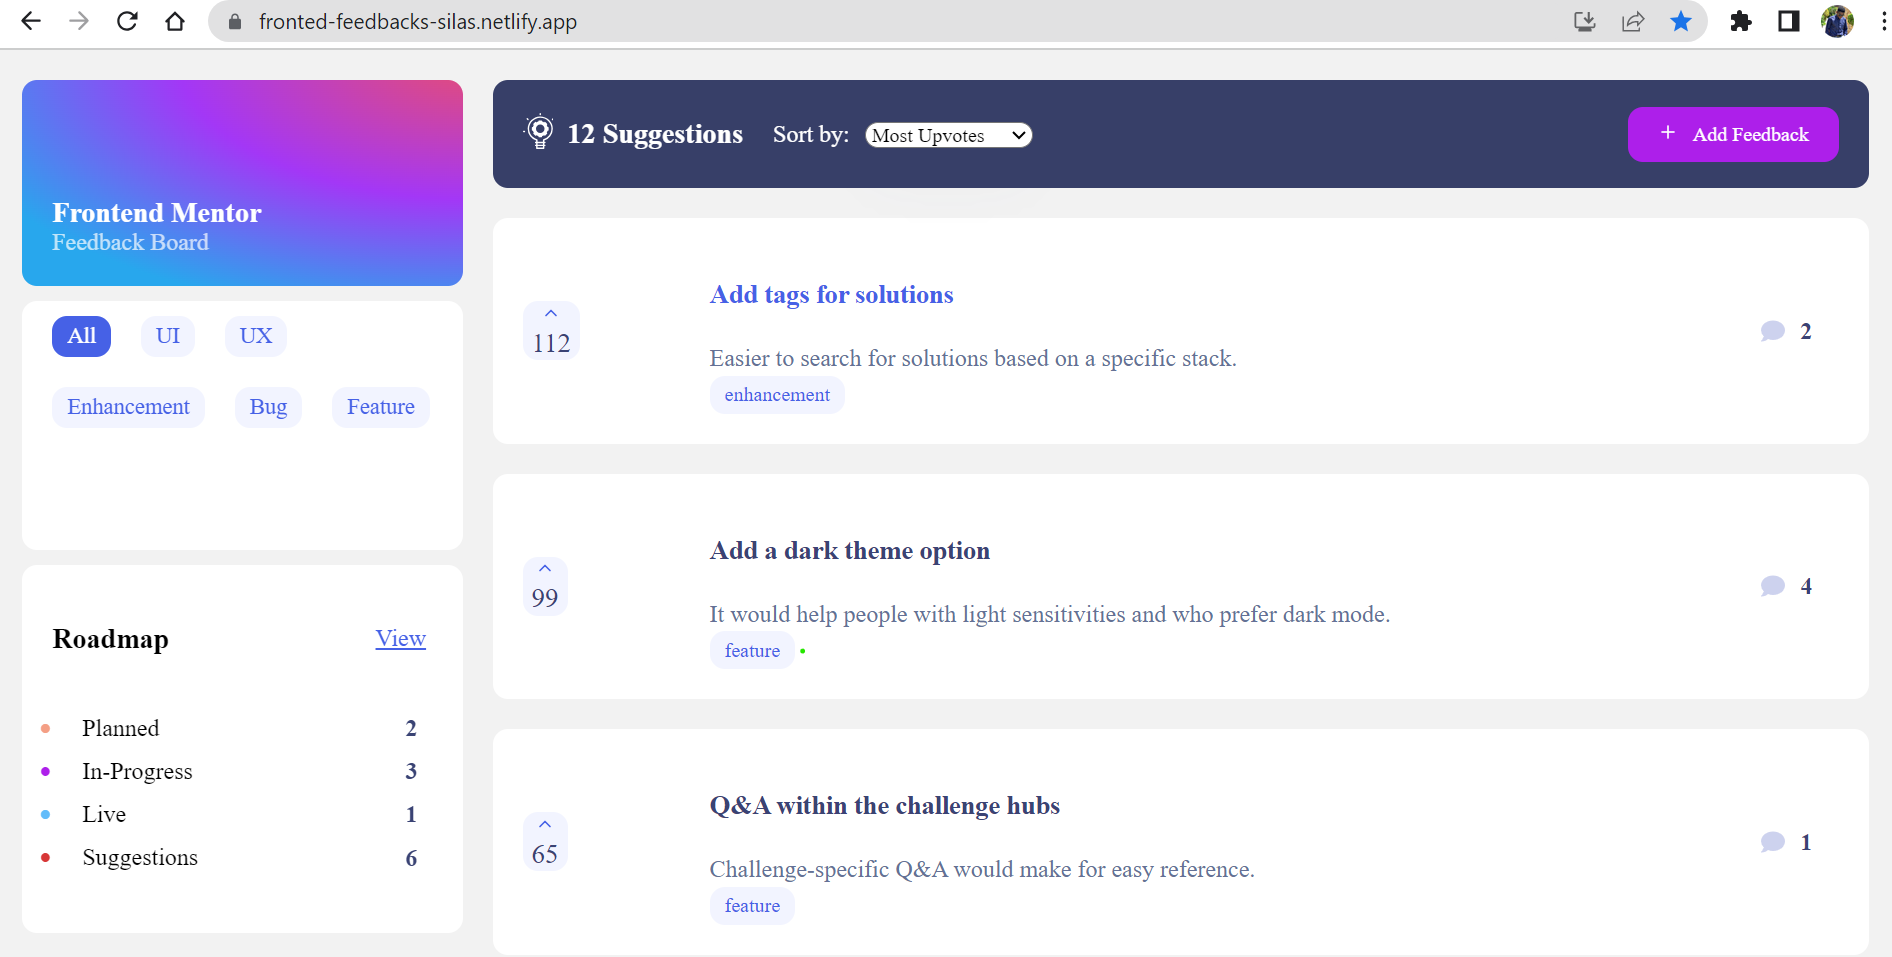 fronted-feedbacks-silas.netlify.app
Frontend Mentor
Feedback Board
All UI UX
Enhancement Bug Feature
Roadmap View
Planned 2
In-Progress 3
Live 1
Suggestions 6
12 Suggestions Sort by: Most Upvotes + Add Feedback
Add tags for solutions
112
2
Easier to search for solutions based on a specific stack.
enhancement
Add a dark theme option
99
4
It would help people with light sensitivities and who prefer dark mode.
feature
Q&A within the challenge hubs
65
1
Challenge-specific Q&A would make for easy reference.
feature